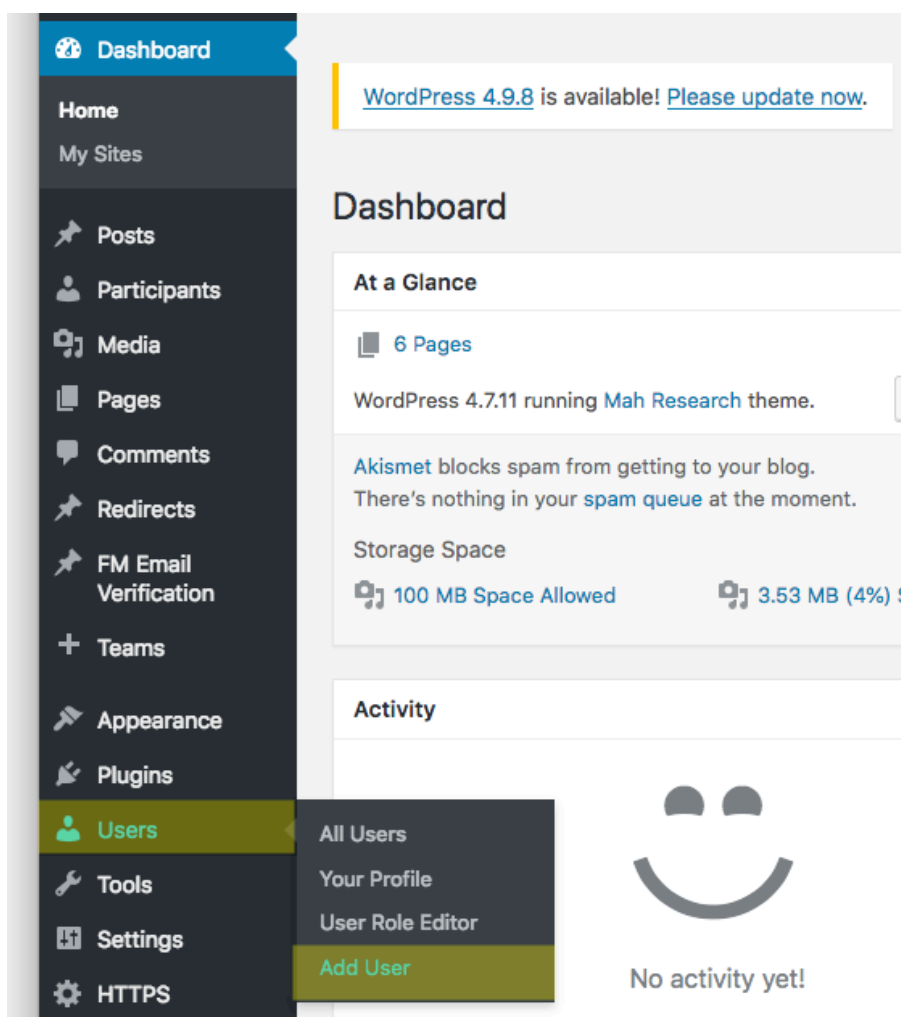 Dashboard
Home
My Sites
Posts
Participants
Media
Pages
Comments
Redirects
FM Email
Verification
Teams
Appearance
Plugins
Users
Tools
Settings
HTTPS
All Users
Your Profile
User Role Editor
Add User
WordPress 4.9.8 is available! Please update now.
Dashboard
At a Glance
6 Pages
WordPress 4.7.11 running Mah Research theme.
Akismet blocks spam from getting to your blog.
There's nothing in your spam queue at the moment.
Storage Space
100 MB Space Allowed
3.53 MB (4%)
Activity
No activity yet!